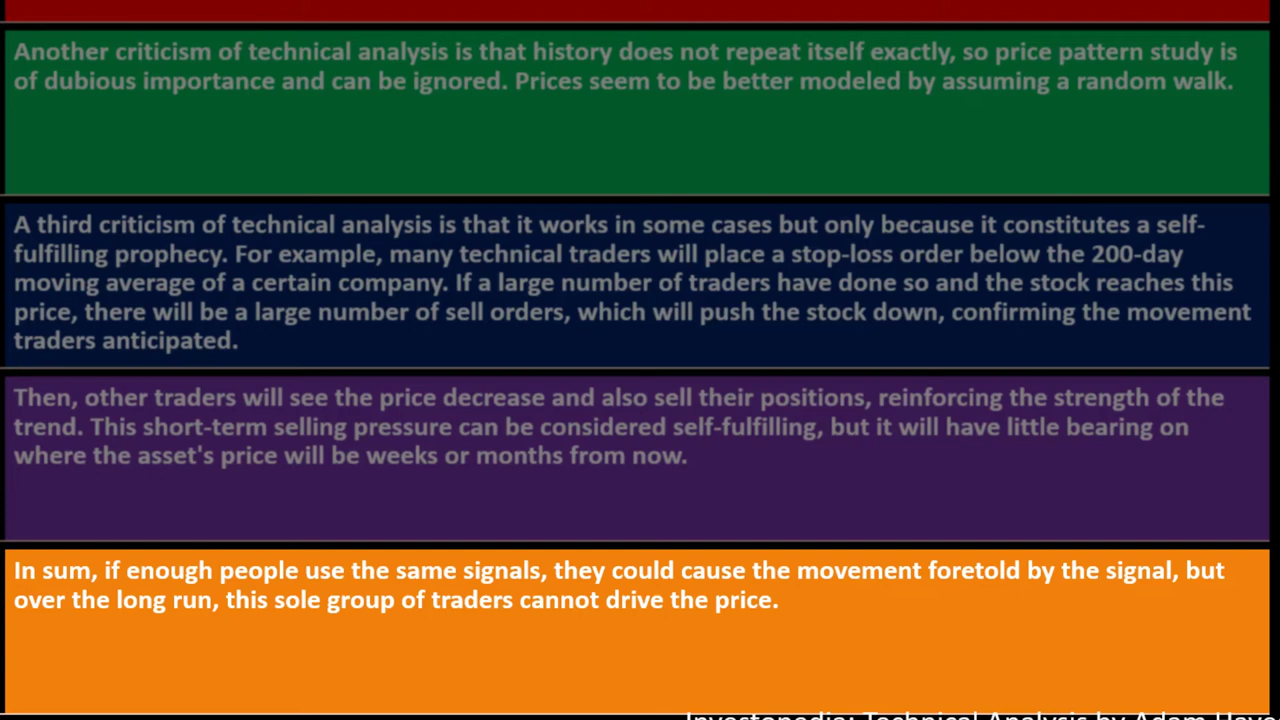 Another criticism of technical analysis is that history does not repeat itself exactly, so price pattern study is
of dubious importance and can be ignored. Prices seem to be better modeled by assuming a random walk.
A third criticism of technical analysis is that it works in some cases but only because it constitutes a self-
fulfilling prophecy. For example, many technical traders will place a stop-loss order below the 200-day
moving average of a certain company. If a large number of traders have done so and the stock reaches this
price, there will be a large number of sell orders, which will push the stock down, confirming the movement
traders anticipated.
Then, other traders will see the price decrease and also sell their positions, reinforcing the strength of the
trend. This short-term selling pressure can be considered self-fulfilling, but it will have little bearing on
where the asset's price will be weeks or months from now.
In sum, if enough people use the same signals, they could cause the movement foretold by the signal, but
over the long run, this sole group of traders cannot drive the price.
Investopedia: Technical Analysis by Adam